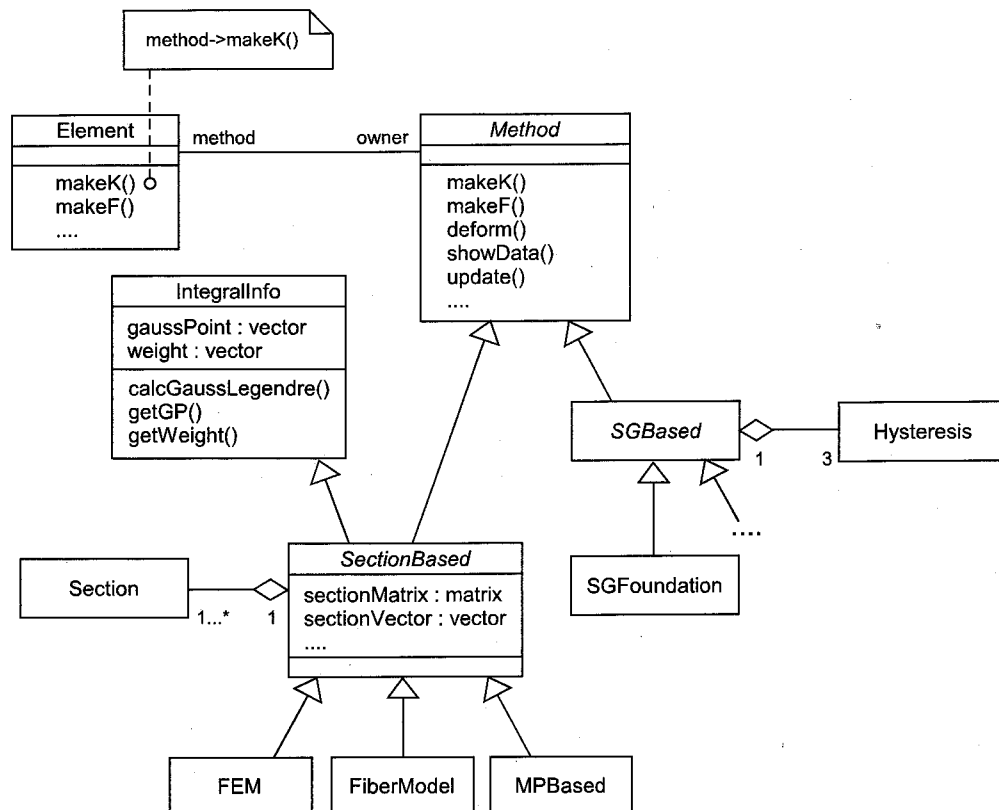 method->makeK()
Element
makeK()
makeF()
....
method
owner
Method
makeK()
makeF()
deform()
showData()
update()
....
IntegralInfo
gaussPoint : vector
weight : vector
calcGaussLegendre()
getGP()
getWeight()
SGBased
1
3
Hysteresis
....
SGFoundation
Section
1...*
1
SectionBased
sectionMatrix : matrix
sectionVector : vector
....
FEM
FiberModel
MPBased